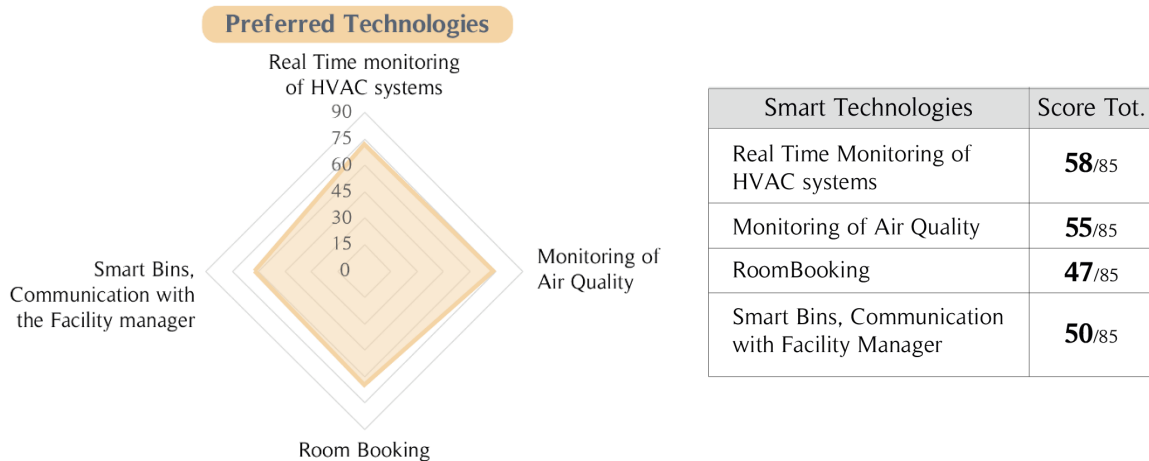 Preferred Technologies
Real Time monitoring
of HVAC systems
90
75
60
45
30
15
0
Monitoring of
Air Quality
Smart Bins,
Communication with
the Facility manager
Room Booking
Smart Technologies Score Tot.
Real Time Monitoring of
HVAC systems
58/85
Monitoring of Air Quality 55/85
RoomBooking 47/85
Smart Bins, Communication
with Facility Manager
50/85